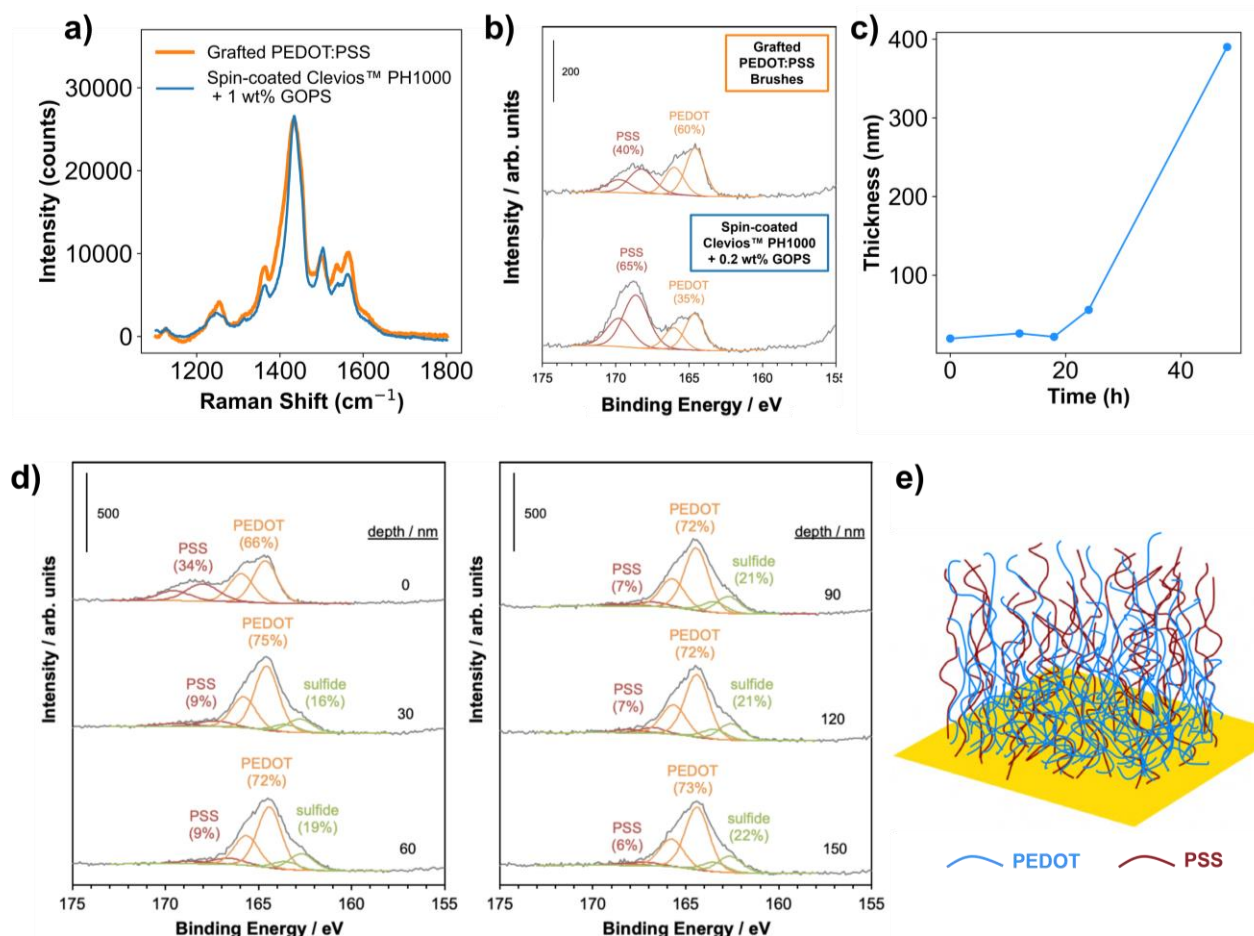 a)
Grafted PEDOT:PSS
Spin-coated Clevios™ PH1000
+ 1 wt% GOPS
Intensity (counts)
30000
20000
10000
0
1200
1400
1600
1800
Raman Shift (cm⁻¹)
b)
200
Grafted
PEDOT:PSS
Brushes
PEDOT
(60%)
PSS
(40%)
Spin-coated
Clevios™ PH1000
+ 0.2 wt% GOPS
PSS
(65%)
PEDOT
(35%)
Intensity / arb. units
175
170
165
160
155
Binding Energy / eV
c)
Thickness (nm)
400
300
200
100
0
20
40
Time (h)
d)
500
depth / nm
PEDOT
(66%)
PSS
(34%)
0
PEDOT
(75%)
PSS
(9%)
sulfide
(16%)
30
PEDOT
(72%)
PSS
(9%)
sulfide
(19%)
60
Intensity / arb. units
175
170
165
160
155
Binding Energy / eV
500
depth / nm
PEDOT
(72%)
PSS
(7%)
sulfide
(21%)
90
PEDOT
(72%)
PSS
(7%)
sulfide
(21%)
120
PEDOT
(73%)
PSS
(6%)
sulfide
(22%)
150
Intensity / arb. units
175
170
165
160
155
Binding Energy / eV
e)
PEDOT
PSS